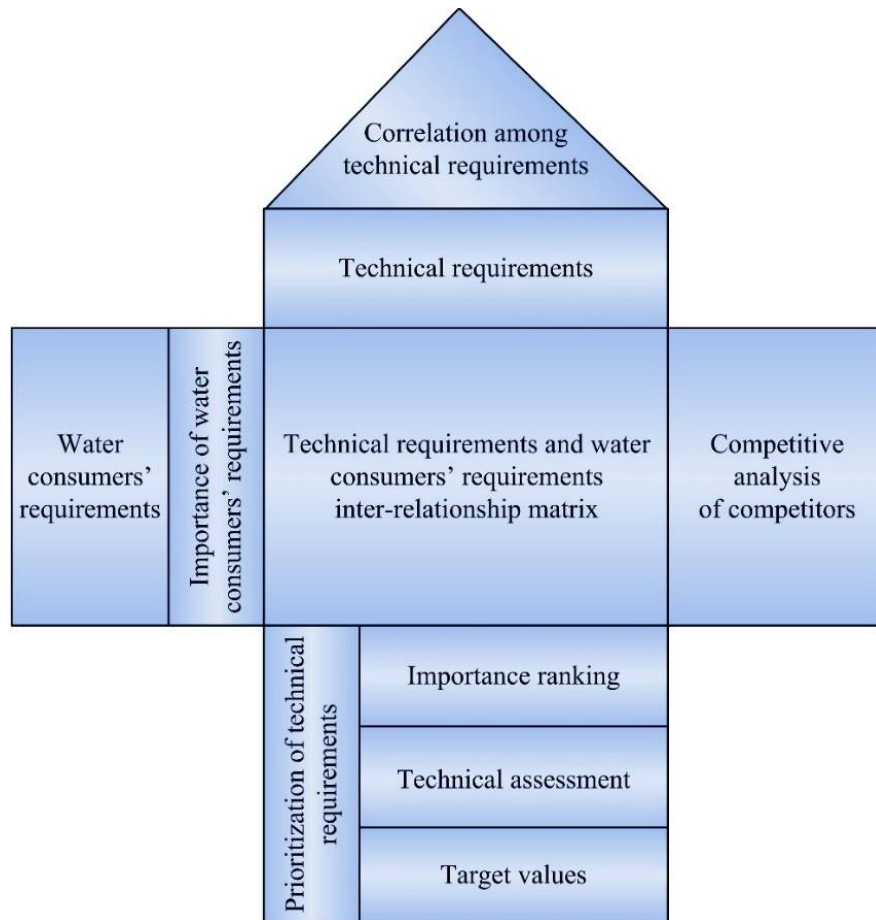 Correlation among
technical requirements
Technical requirements
Water
consumers’
requirements
Importance of water
consumers’ requirements
Technical requirements and water
consumers’ requirements
inter-relationship matrix
Competitive
analysis
of competitors
Prioritization of technical
requirements
Importance ranking
Technical assessment
Target values